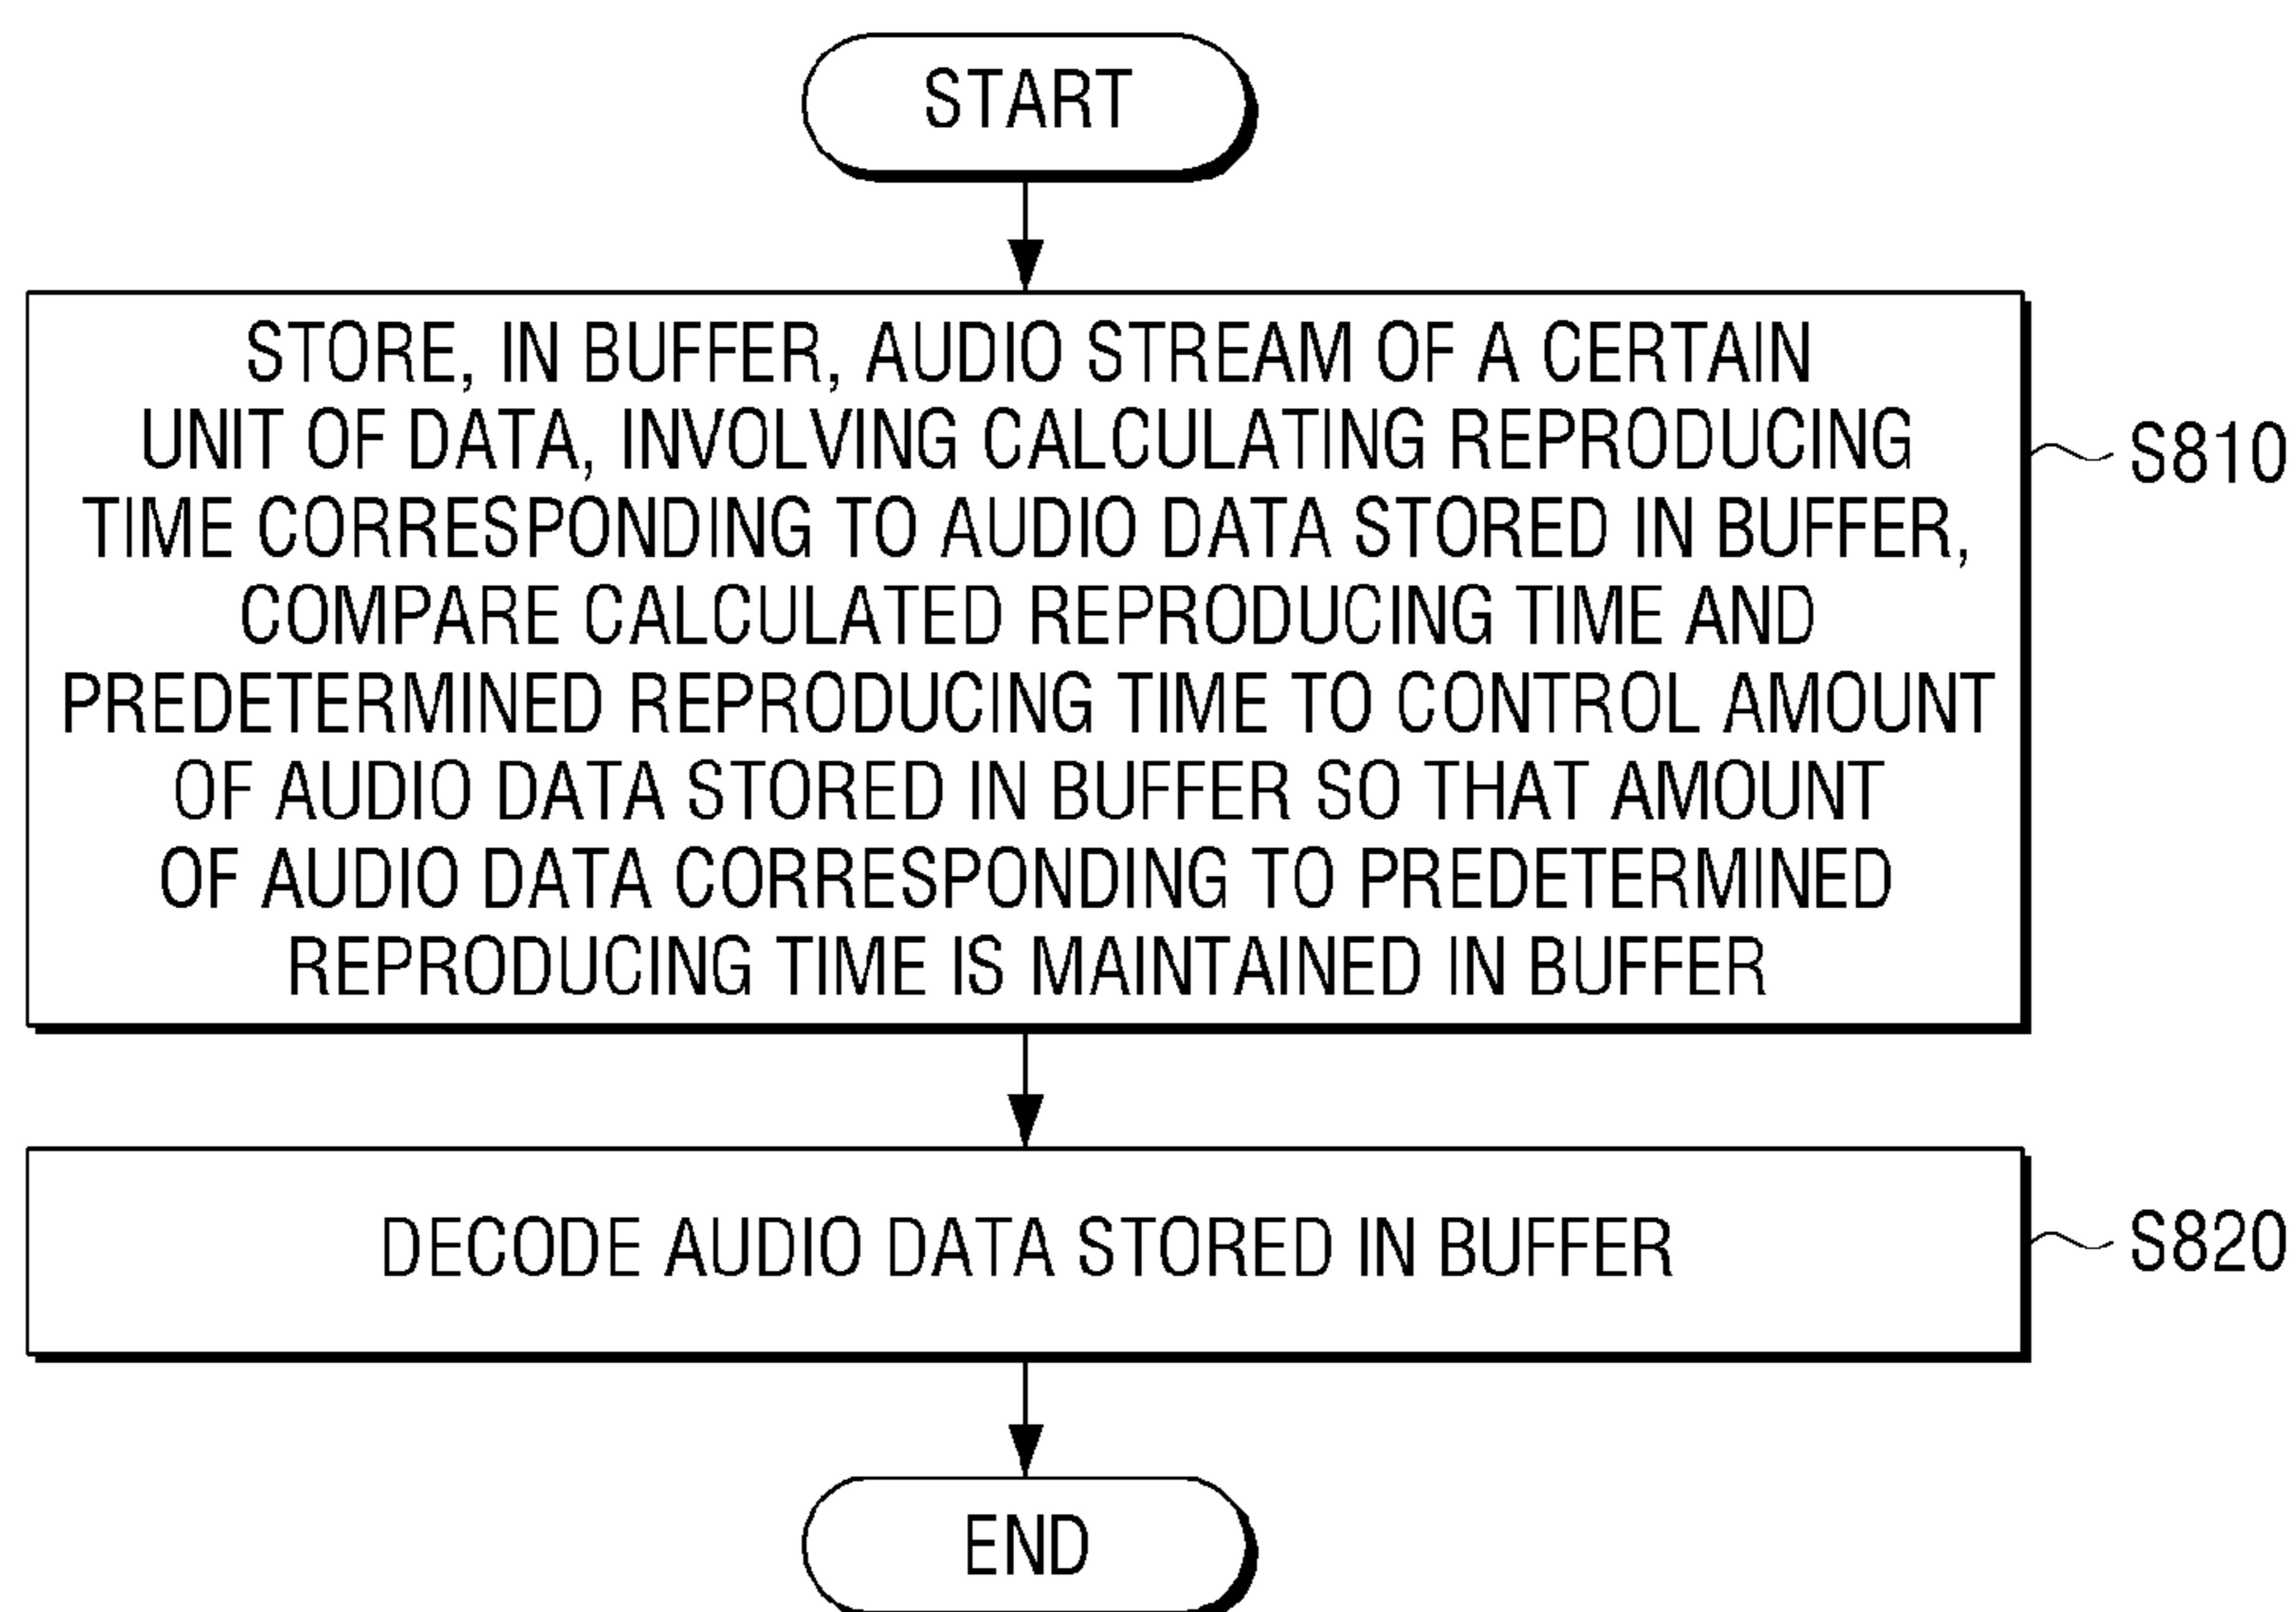 START
STORE, IN BUFFER, AUDIO STREAM OF A CERTAIN
UNIT OF DATA, INVOLVING CALCULATING REPRODUCING
TIME CORRESPONDING TO AUDIO DATA STORED IN BUFFER,
COMPARE CALCULATED REPRODUCING TIME AND
PREDETERMINED REPRODUCING TIME TO CONTROL AMOUNT
OF AUDIO DATA STORED IN BUFFER SO THAT AMOUNT
OF AUDIO DATA CORRESPONDING TO PREDETERMINED
REPRODUCING TIME IS MAINTAINED IN BUFFER
S810
DECODE AUDIO DATA STORED IN BUFFER
S820
END